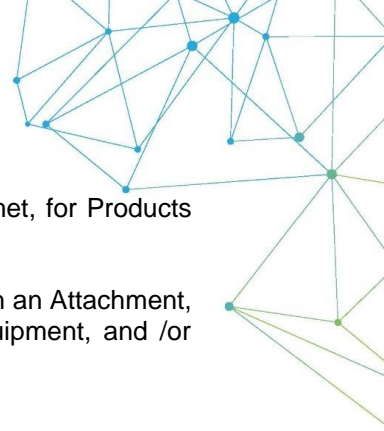 net, for Products
n an Attachment,
uipment, and /or